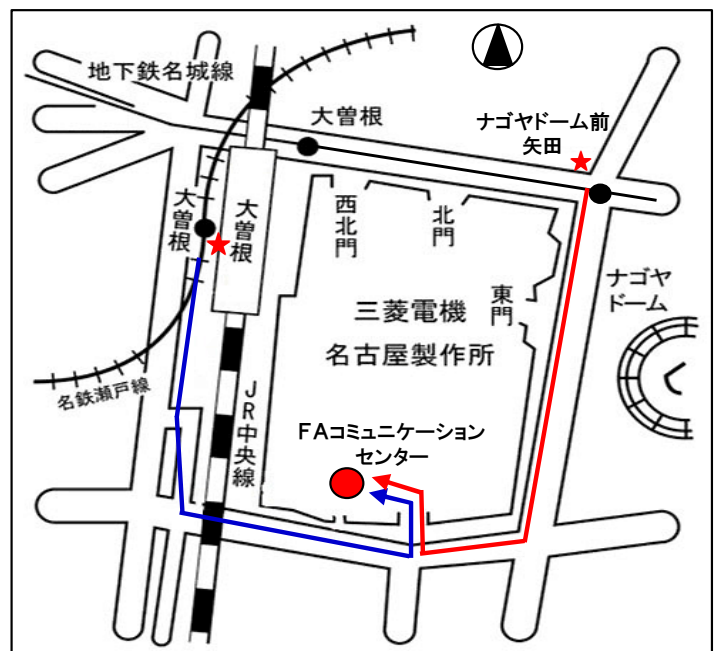 地下鉄名城線
大曽根
ナゴヤドーム前
矢田
大曽根
大曽根
西北門
北門
東門
ナゴヤ
ドーム
三菱電機
名古屋製作所
名鉄瀬戸線
JR中央線
FAコミュニケーション
センター